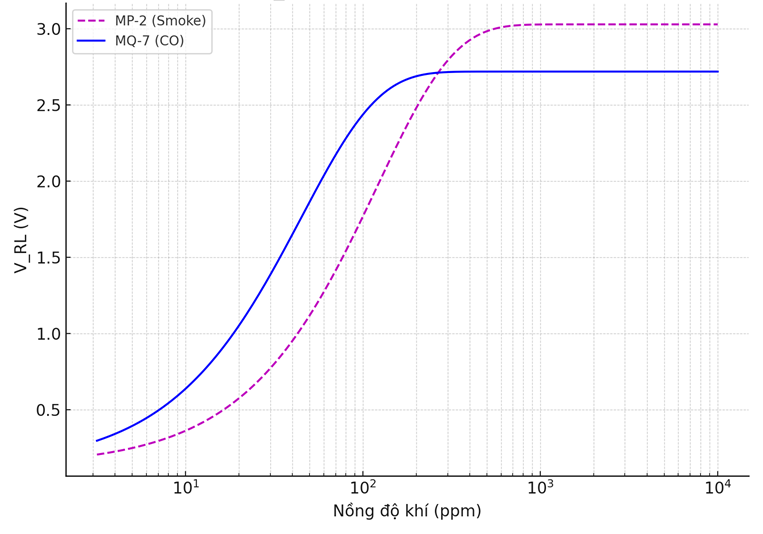 MP-2 (Smoke)
MQ-7 (CO)
3.0
2.5
2.0
1.5
1.0
0.5
V_RL (V)
10¹ 10² 10³ 10⁴
Nồng độ khí (ppm)